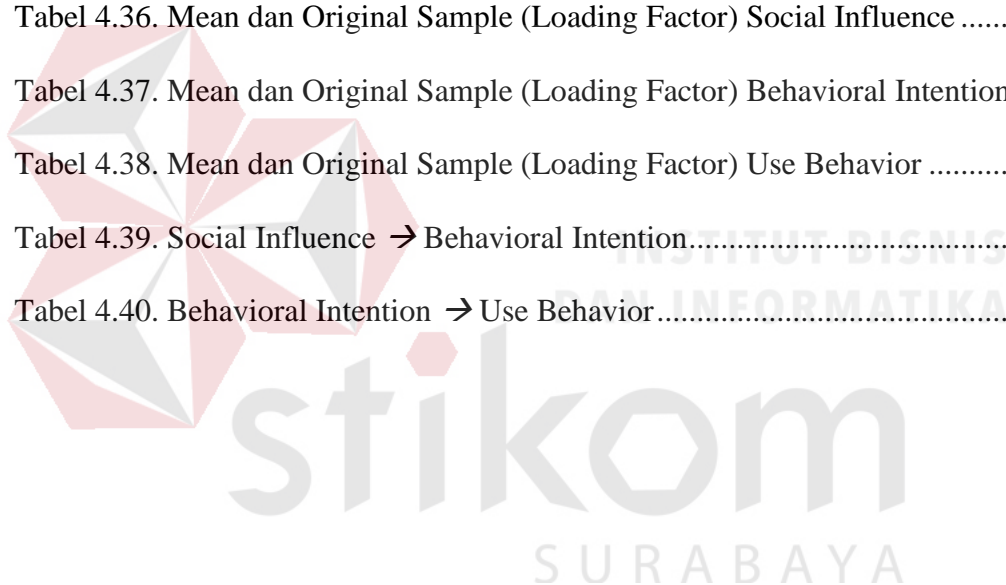 Tabel 4.36. Mean dan Original Sample (Loading Factor) Social Influence ......
Tabel 4.37. Mean dan Original Sample (Loading Factor) Behavioral Intention
Tabel 4.38. Mean dan Original Sample (Loading Factor) Use Behavior ..........
Tabel 4.39. Social Influence → Behavioral Intention.....................................
INSTITUT BISNIS
Tabel 4.40. Behavioral Intention → Use Behavior.........................................
DAN INFORMATIKA
stikom
SURABAYA